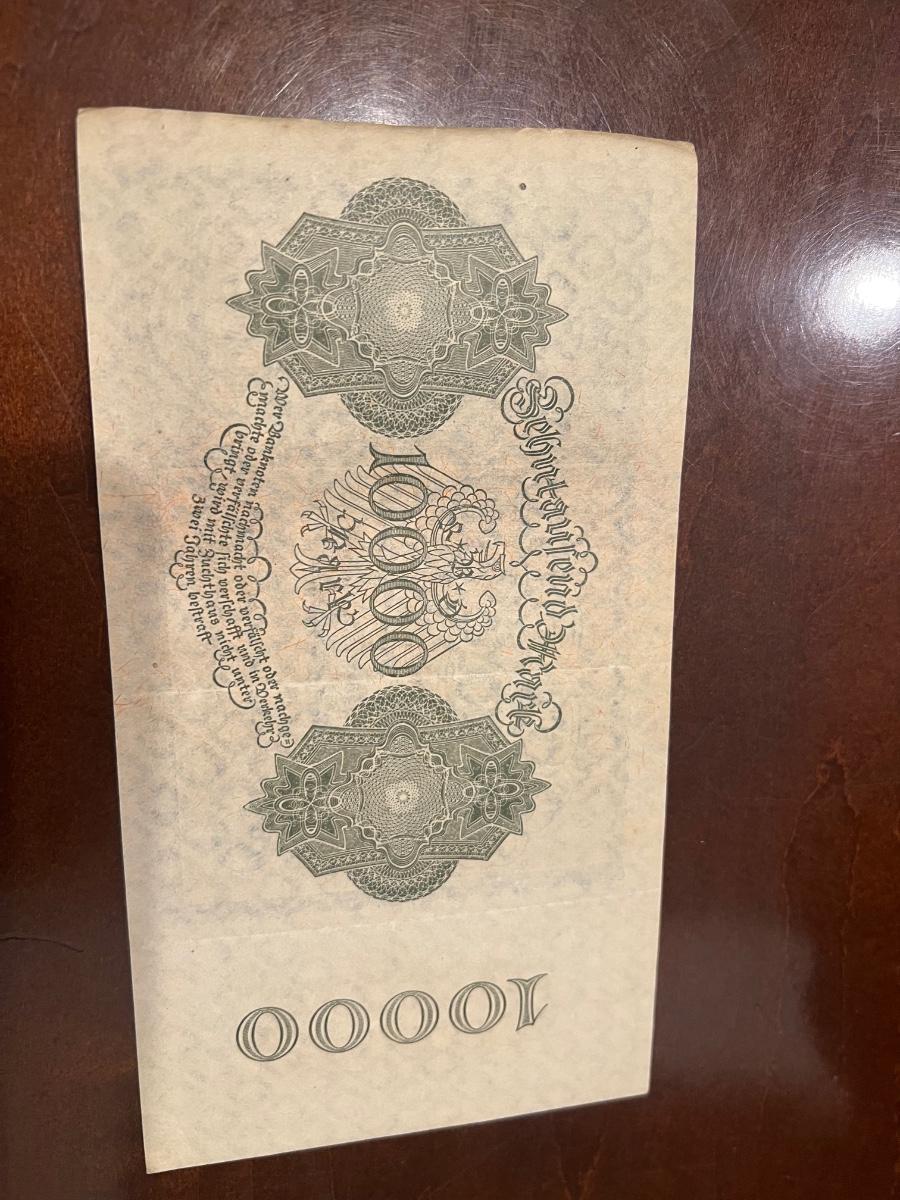 Zehntausend Mark
10000
Mark
Wer Banknoten nachmacht oder verfälscht oder nachge=
machte oder verfälschte sich verschafft und in Verkehr
bringt, wird mit Zuchthaus nicht unter
zwei Jahren bestraft
10000